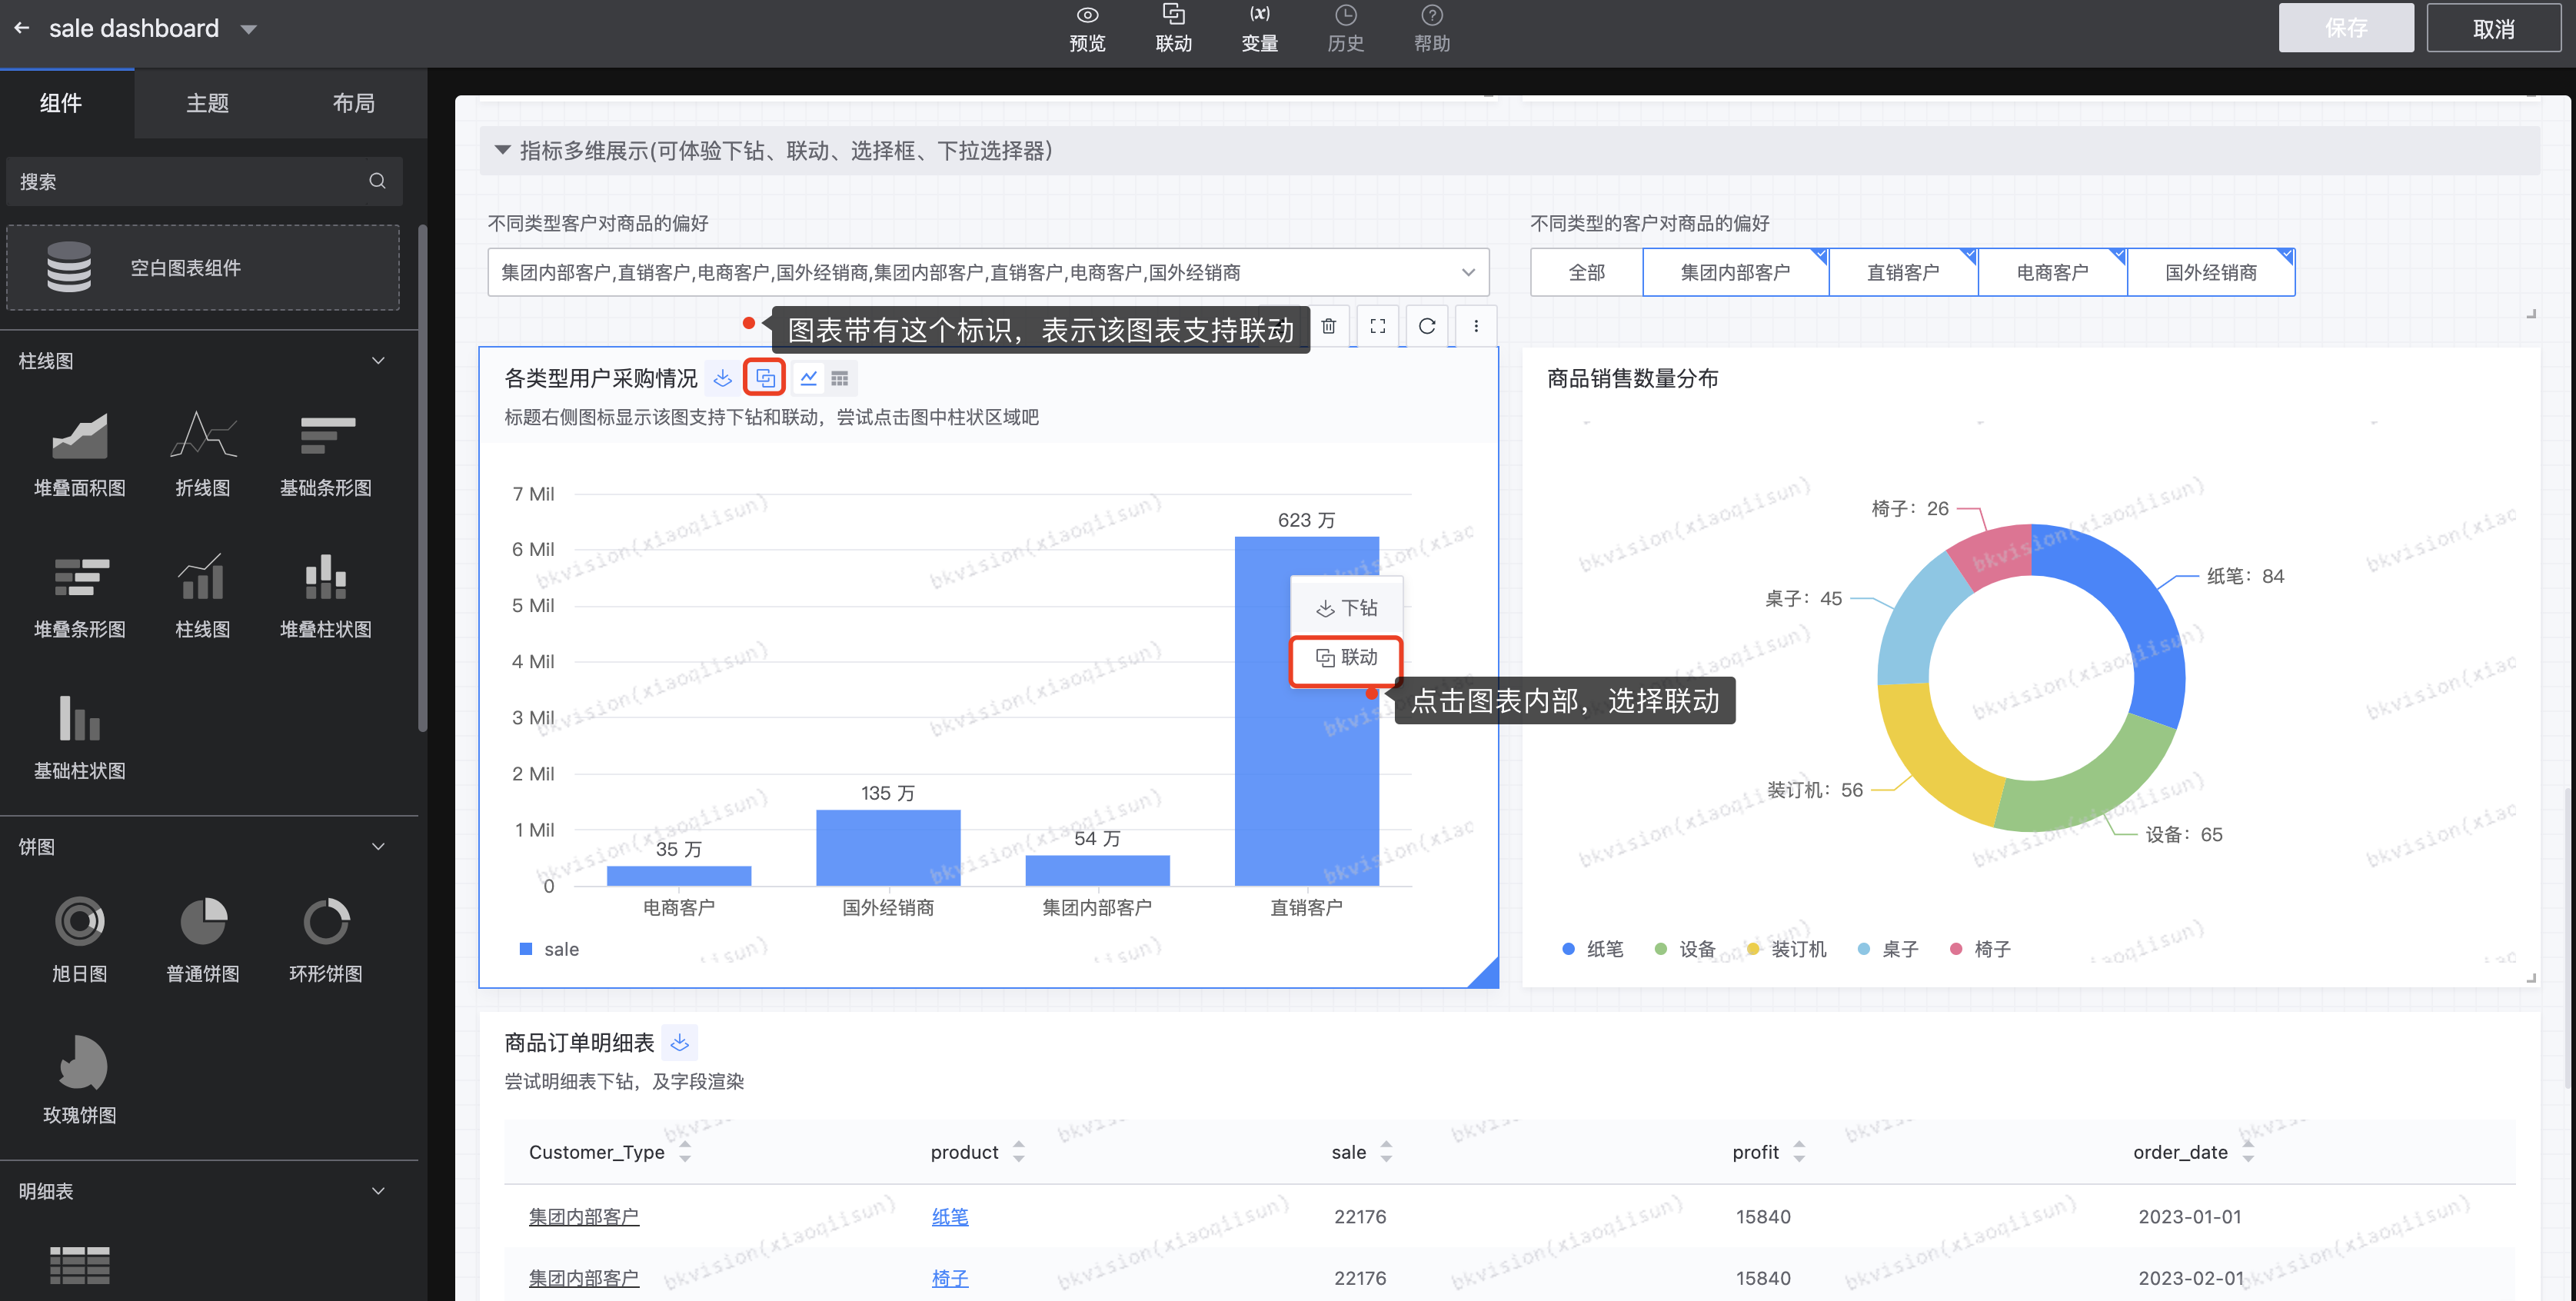 sale dashboard
预览
联动
变量
历史
帮助
保存
取消
组件
主题
布局
搜索
空白图表组件
柱线图
堆叠面积图
折线图
基础条形图
堆叠条形图
柱线图
堆叠柱状图
基础柱状图
饼图
旭日图
普通饼图
环形饼图
玫瑰饼图
明细表
指标多维展示(可体验下钻、联动、选择框、下拉选择器)
不同类型客户对商品的偏好
集团内部客户,直销客户,电商客户,国外经销商,集团内部客户,直销客户,电商客户,国外经销商
不同类型的客户对商品的偏好
全部
集团内部客户
直销客户
电商客户
国外经销商
图表带有这个标识，表示该图表支持联动
各类型用户采购情况
标题右侧图标显示该图支持下钻和联动，尝试点击图中柱状区域吧
7 Mil
6 Mil
5 Mil
4 Mil
3 Mil
2 Mil
1 Mil
0
35 万
135 万
54 万
623 万
下钻
联动
点击图表内部，选择联动
电商客户
国外经销商
集团内部客户
直销客户
sale
商品销售数量分布
椅子：26
纸笔：84
桌子：45
装订机：56
设备：65
纸笔
设备
装订机
桌子
椅子
bkvision(xiaoqiisun)
商品订单明细表
尝试明细表下钻，及字段渲染
Customer_Type product sale profit order_date
集团内部客户 纸笔 22176 15840 2023-01-01
集团内部客户 椅子 22176 15840 2023-02-01